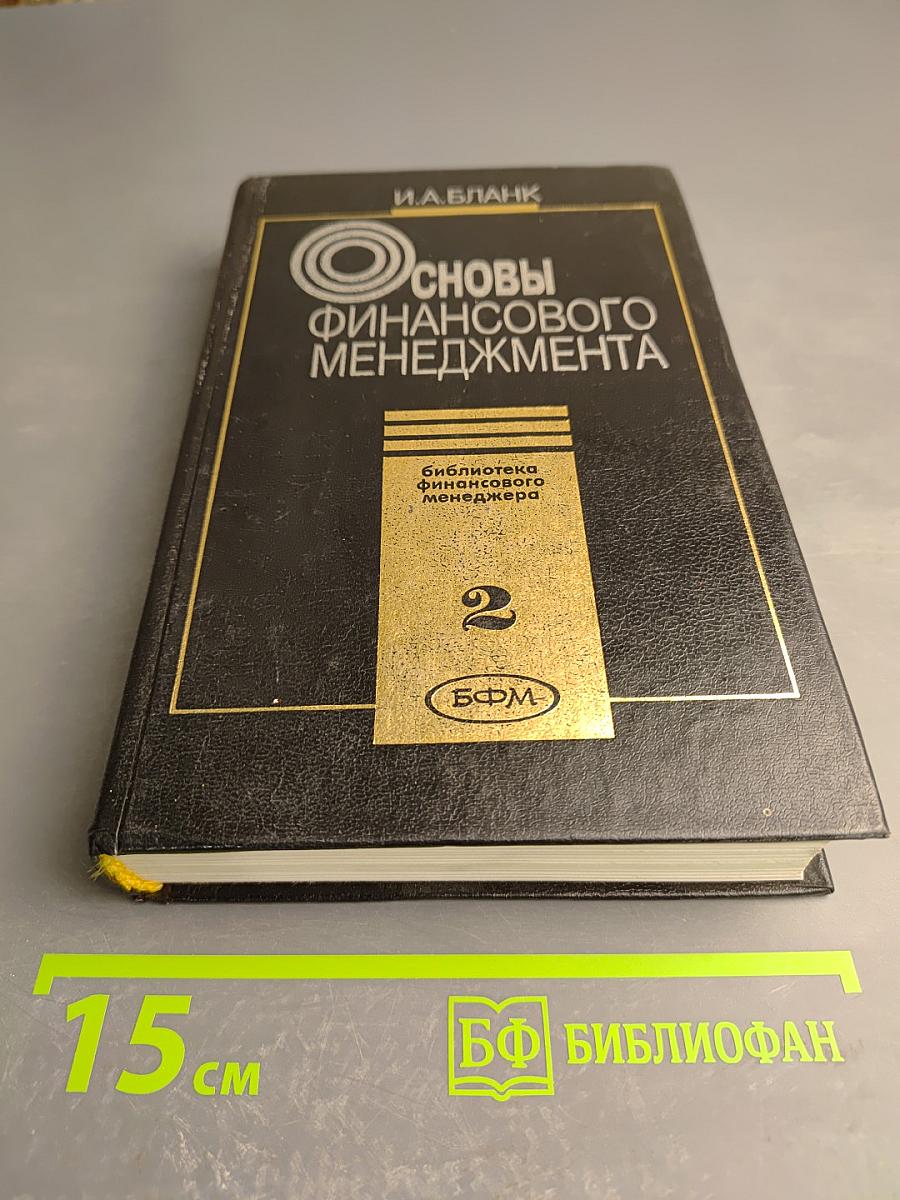 И.А.БЛАНК
ОСНОВЫ
ФИНАНСОВОГО
МЕНЕДЖМЕНТА
библиотека
финансового
менеджера
2
БФМ
15 см
БФ БИБЛИОФАН